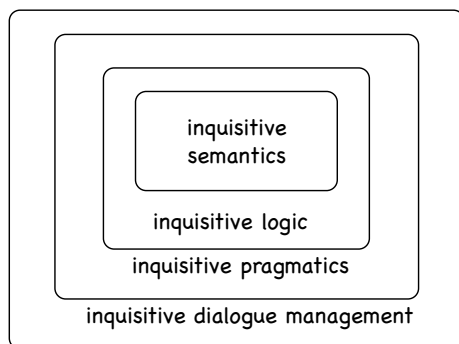 inquisitive
semantics
inquisitive logic
inquisitive pragmatics
inquisitive dialogue management